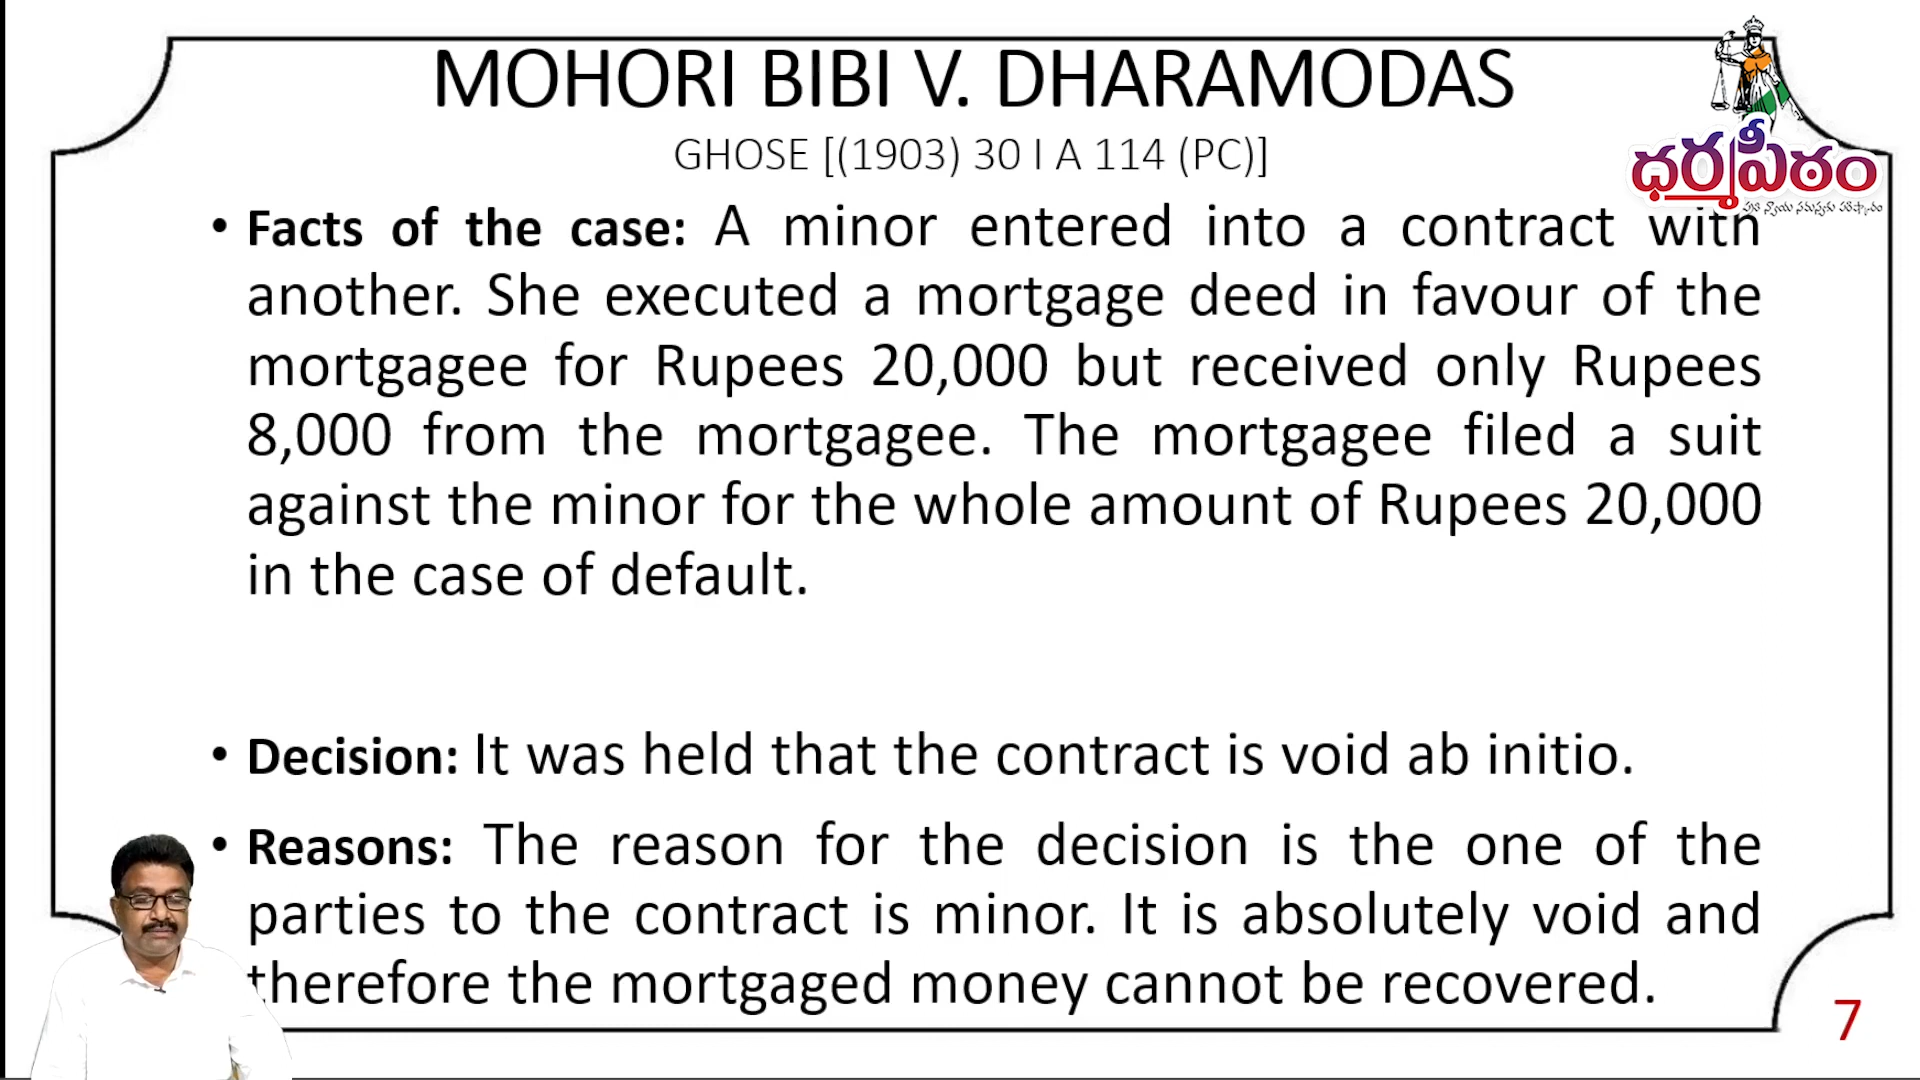 MOHORI BIBI V. DHARAMODAS
GHOSE [(1903) 30 I A 114 (PC)]
ధర్మపీఠం
• Facts of the case: A minor entered into a contract with
another. She executed a mortgage deed in favour of the
mortgagee for Rupees 20,000 but received only Rupees
8,000 from the mortgagee. The mortgagee filed a suit
against the minor for the whole amount of Rupees 20,000
in the case of default.
• Decision: It was held that the contract is void ab initio.
• Reasons: The reason for the decision is the one of the
parties to the contract is minor. It is absolutely void and
therefore the mortgaged money cannot be recovered.
7